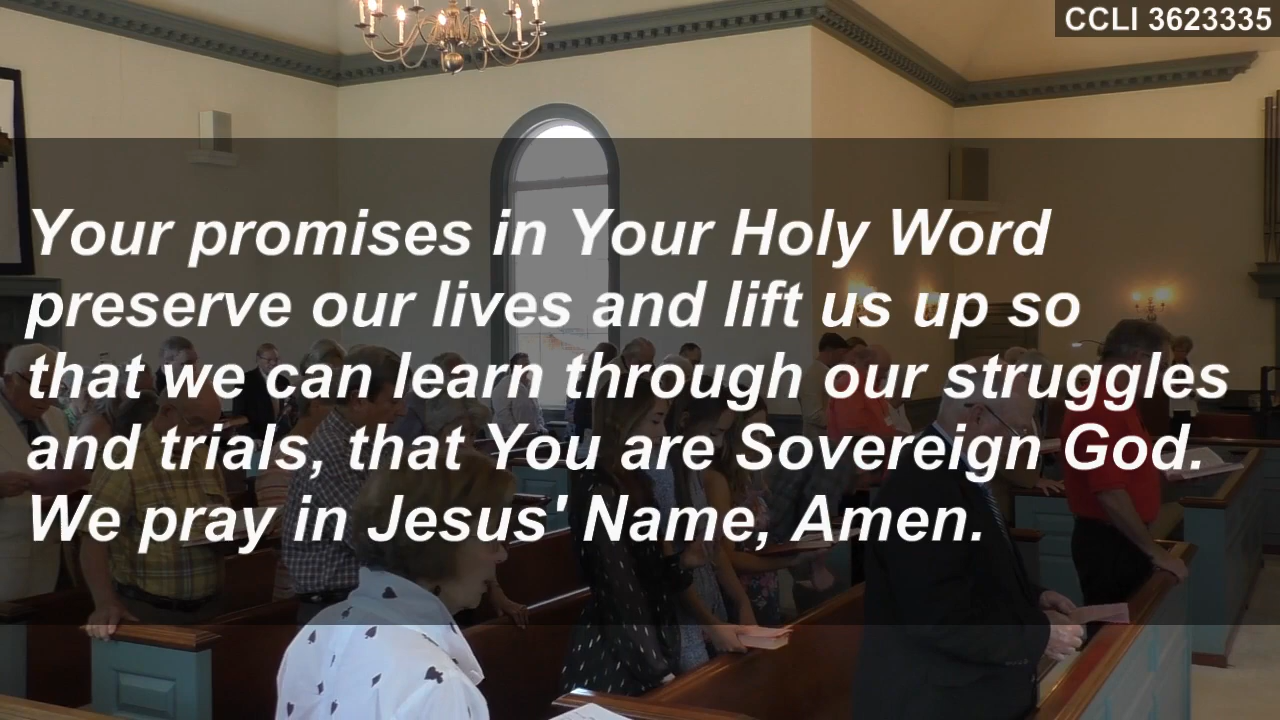 CCLI 3623335
Your promises in Your Holy Word
preserve our lives and lift us up so
that we can learn through our struggles
and trials, that You are Sovereign God.
We pray in Jesus' Name, Amen.